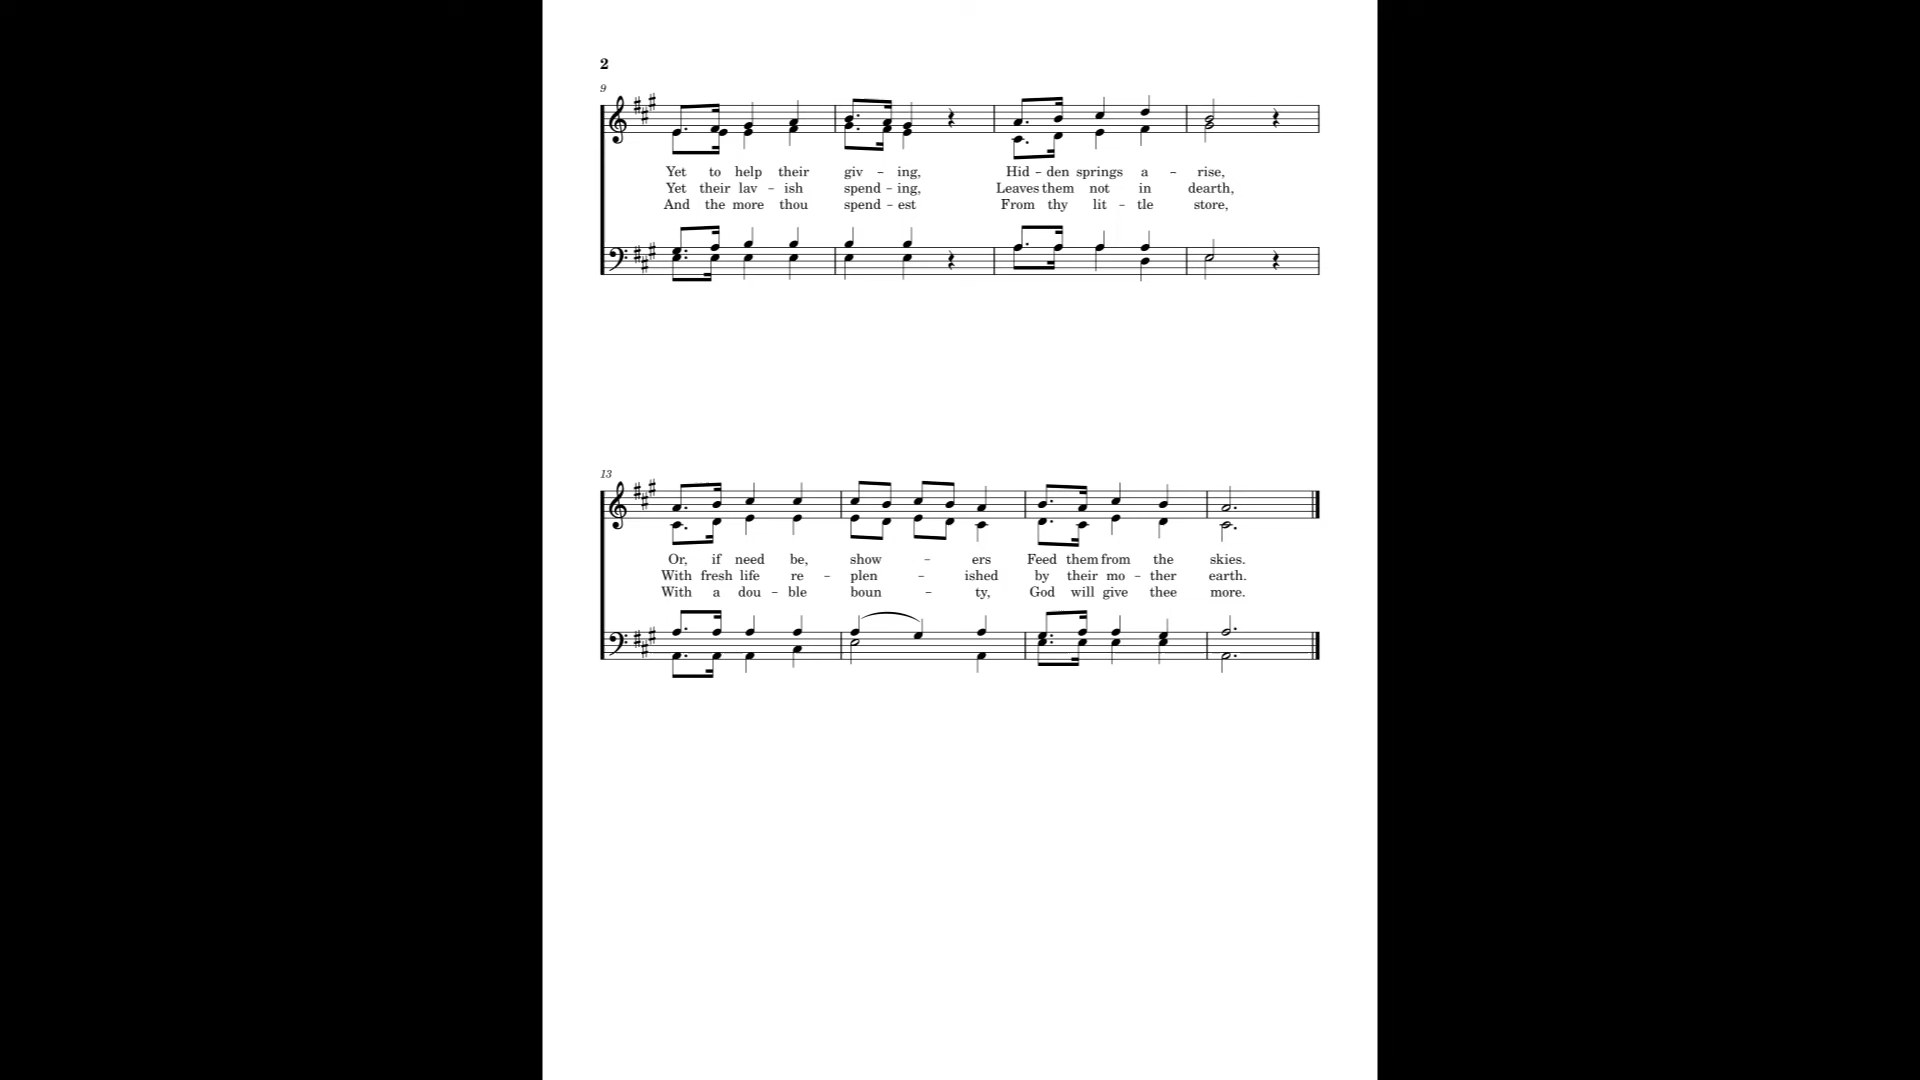 2
9
Yet to help their giv - ing, Hid - den springs a - rise,
Yet their lav - ish spend - ing, Leaves them not in dearth,
And the more thou spend - est From thy lit - tle store,
13
Or, if need be, show - ers Feed them from the skies.
With fresh life re - plen - ished by their mo - ther earth.
With a dou - ble boun - ty, God will give thee more.